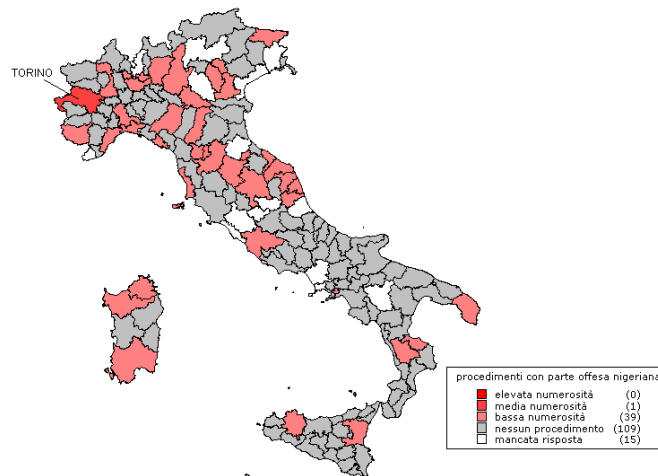 TORINO
procedimenti con parte offesa nigeriana
elevata numerosità (0)
media numerosità (1)
bassa numerosità (39)
nessun procedimento (109)
mancata risposta (15)